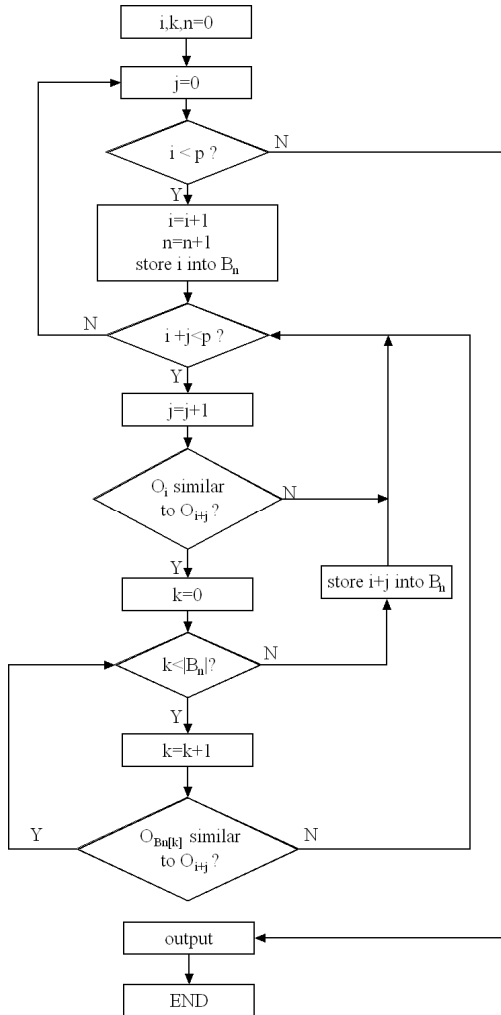 i,k,n=0
j=0
i < p ?
N
Y
i=i+1
n=n+1
store i into Bn
N
i +j<p ?
Y
j=j+1
Oi similar
to Oi+j ?
N
Y
store i+j into Bn
k=0
k<|Bn|?
N
Y
k=k+1
Y
OBn[k] similar
to Oi+j ?
N
output
END